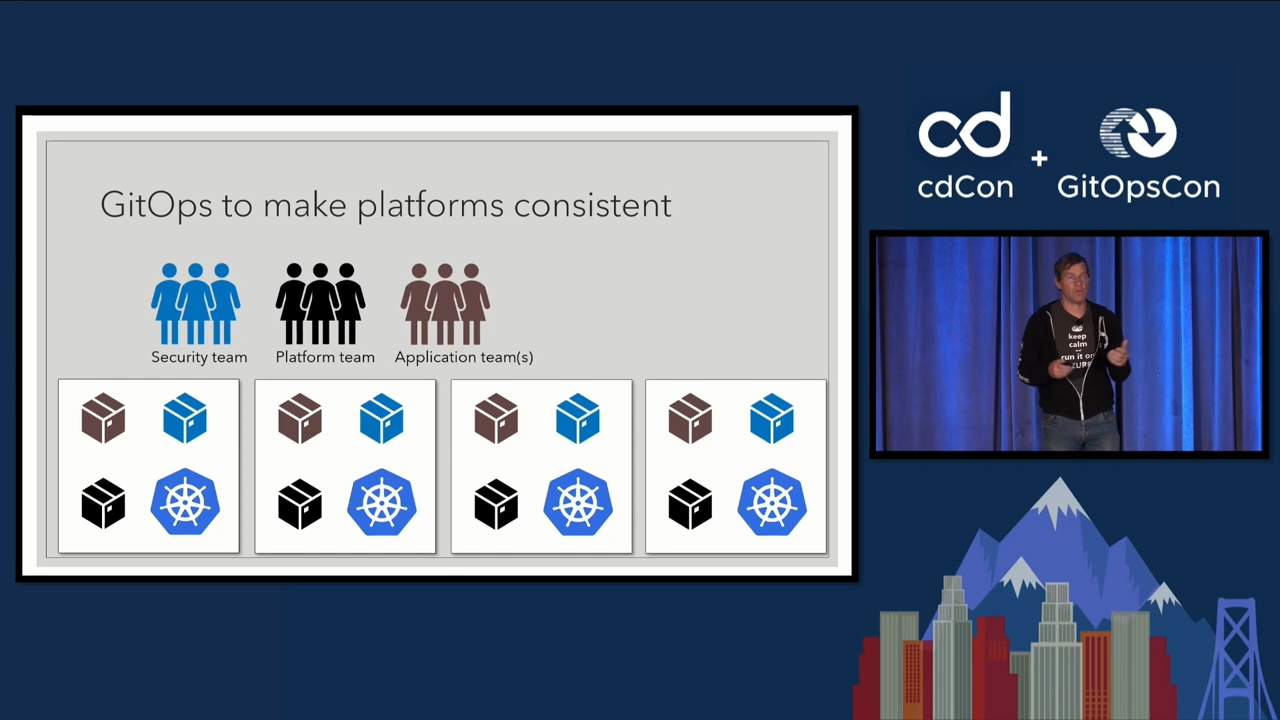 GitOps to make platforms consistent
Security team
Platform team
Application team(s)
cd
cdCon
+
GitOpsCon
keep
calm
run it on